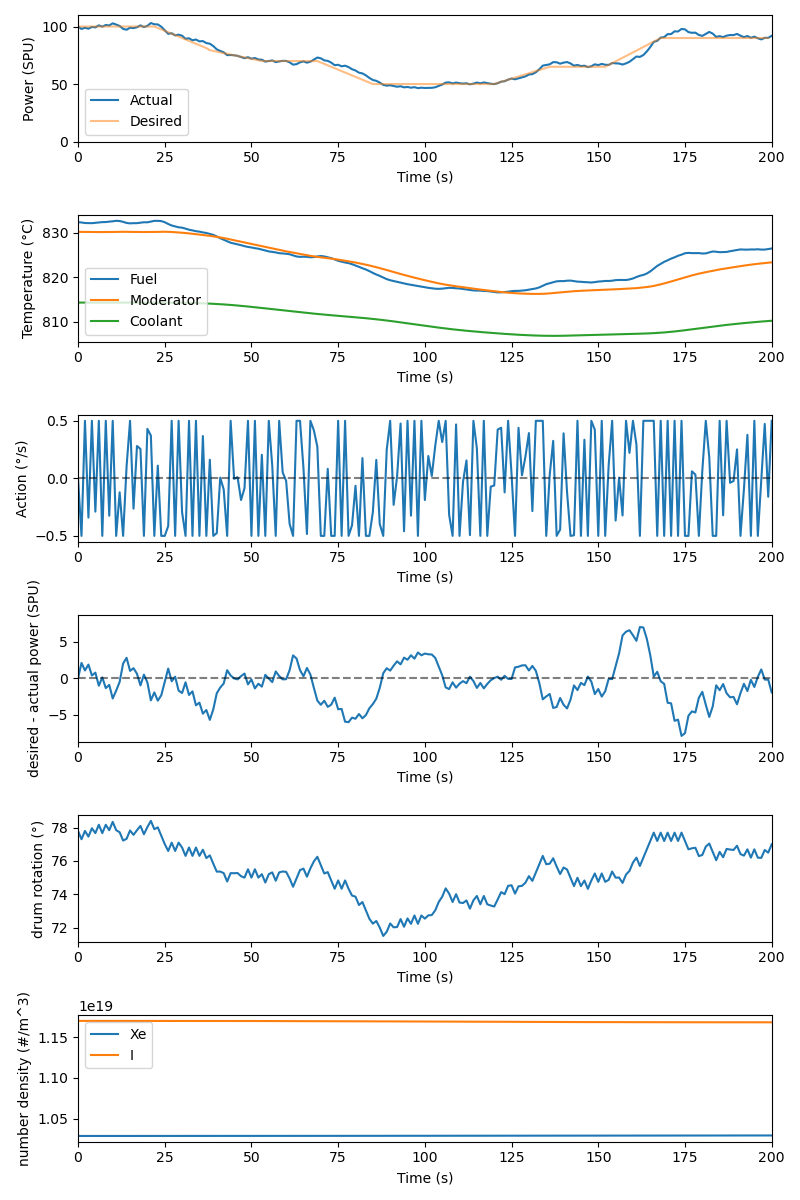 Power (SPU)
100
50
0
Actual
Desired
0 25 50 75 100 125 150 175 200
Time (s)
Temperature (°C)
830
820
810
Fuel
Moderator
Coolant
0 25 50 75 100 125 150 175 200
Time (s)
Action (°/s)
0.5
0.0
−0.5
0 25 50 75 100 125 150 175 200
Time (s)
desired - actual power (SPU)
5
0
−5
0 25 50 75 100 125 150 175 200
Time (s)
drum rotation (°)
78
76
74
72
0 25 50 75 100 125 150 175 200
Time (s)
number density (#/m^3)
1e19
1.15
1.10
1.05
Xe
I
0 25 50 75 100 125 150 175 200
Time (s)